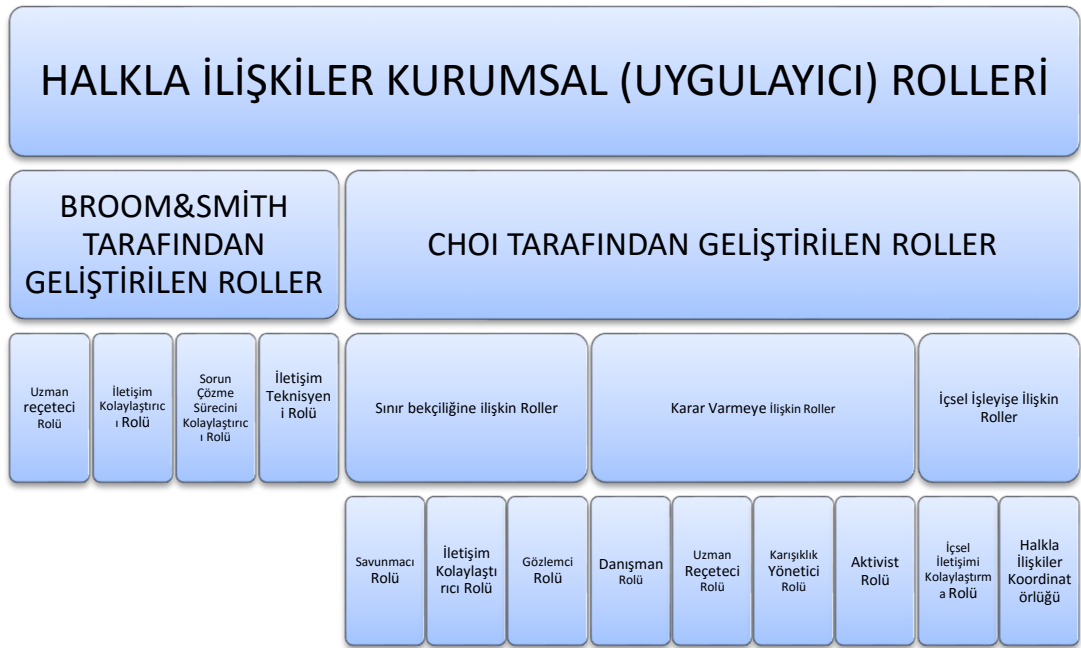 HALKLA İLİŞKİLER KURUMSAL (UYGULAYICI) ROLLERİ
BROOM&SMİTH
TARAFINDAN
GELİŞTİRİLEN ROLLER
CHOI TARAFINDAN GELİŞTİRİLEN ROLLER
Uzman
reçeteci
Rolü
İletişim
Kolaylaştırıc
ı Rolü
Sorun
Çözme
Sürecini
Kolaylaştırıc
ı Rolü
İletişim
Teknisyen
i Rolü
Sınır bekçiliğine ilişkin Roller
Karar Varmeye İlişkin Roller
İçsel İşleyişe İlişkin
Roller
Savunmacı
Rolü
İletişim
Kolaylaştı
rıcı Rolü
Gözlemci
Rolü
Danışman
Rolü
Uzman
Reçeteci
Rolü
Karışıklık
Yönetici
Rolü
Aktivist
Rolü
İçsel
İletişimi
Kolaylaştırm
a Rolü
Halkla
İlişkiler
Koordinat
örlüğü